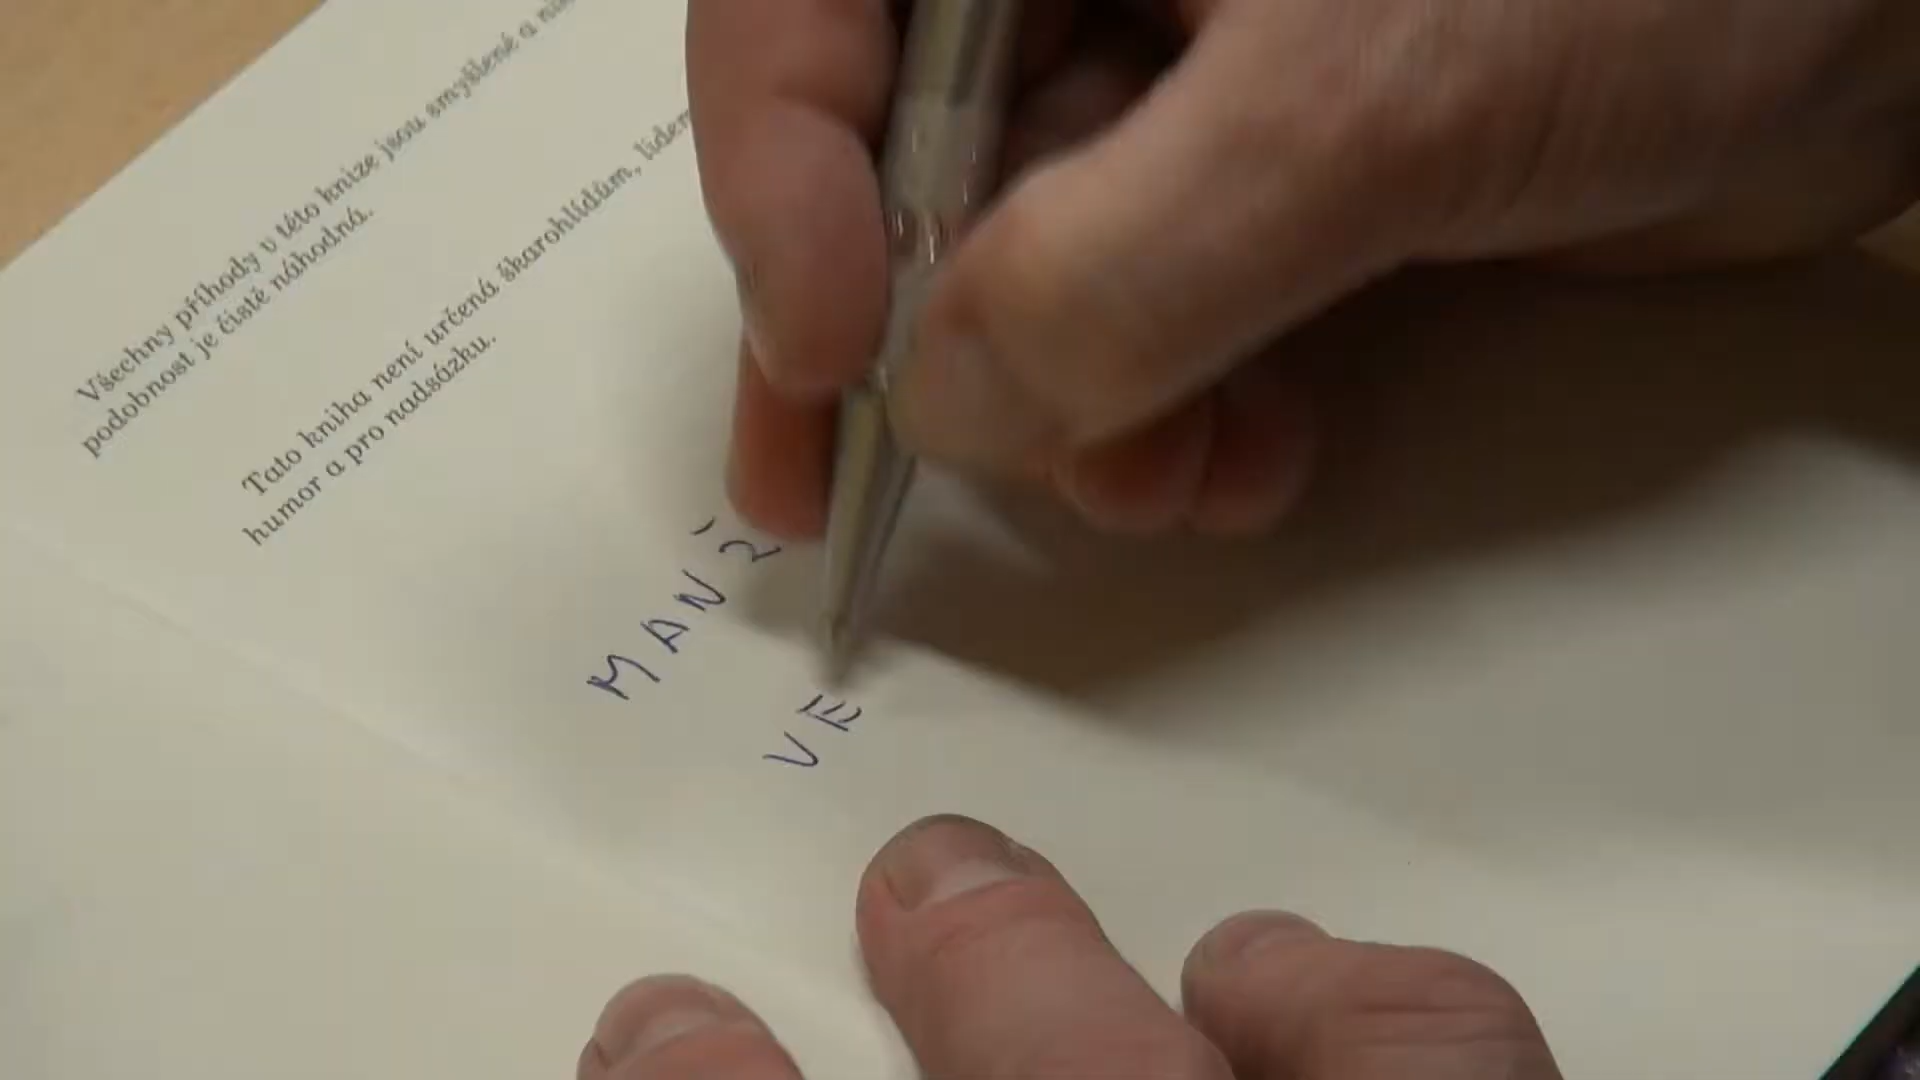 Všechny příhody v této knize jsou smyšlené a
podobnost je čistě náhodná.
Tato kniha není určená škarohlídům, lidem
humor a pro nadsázku.
MANŽ
VE